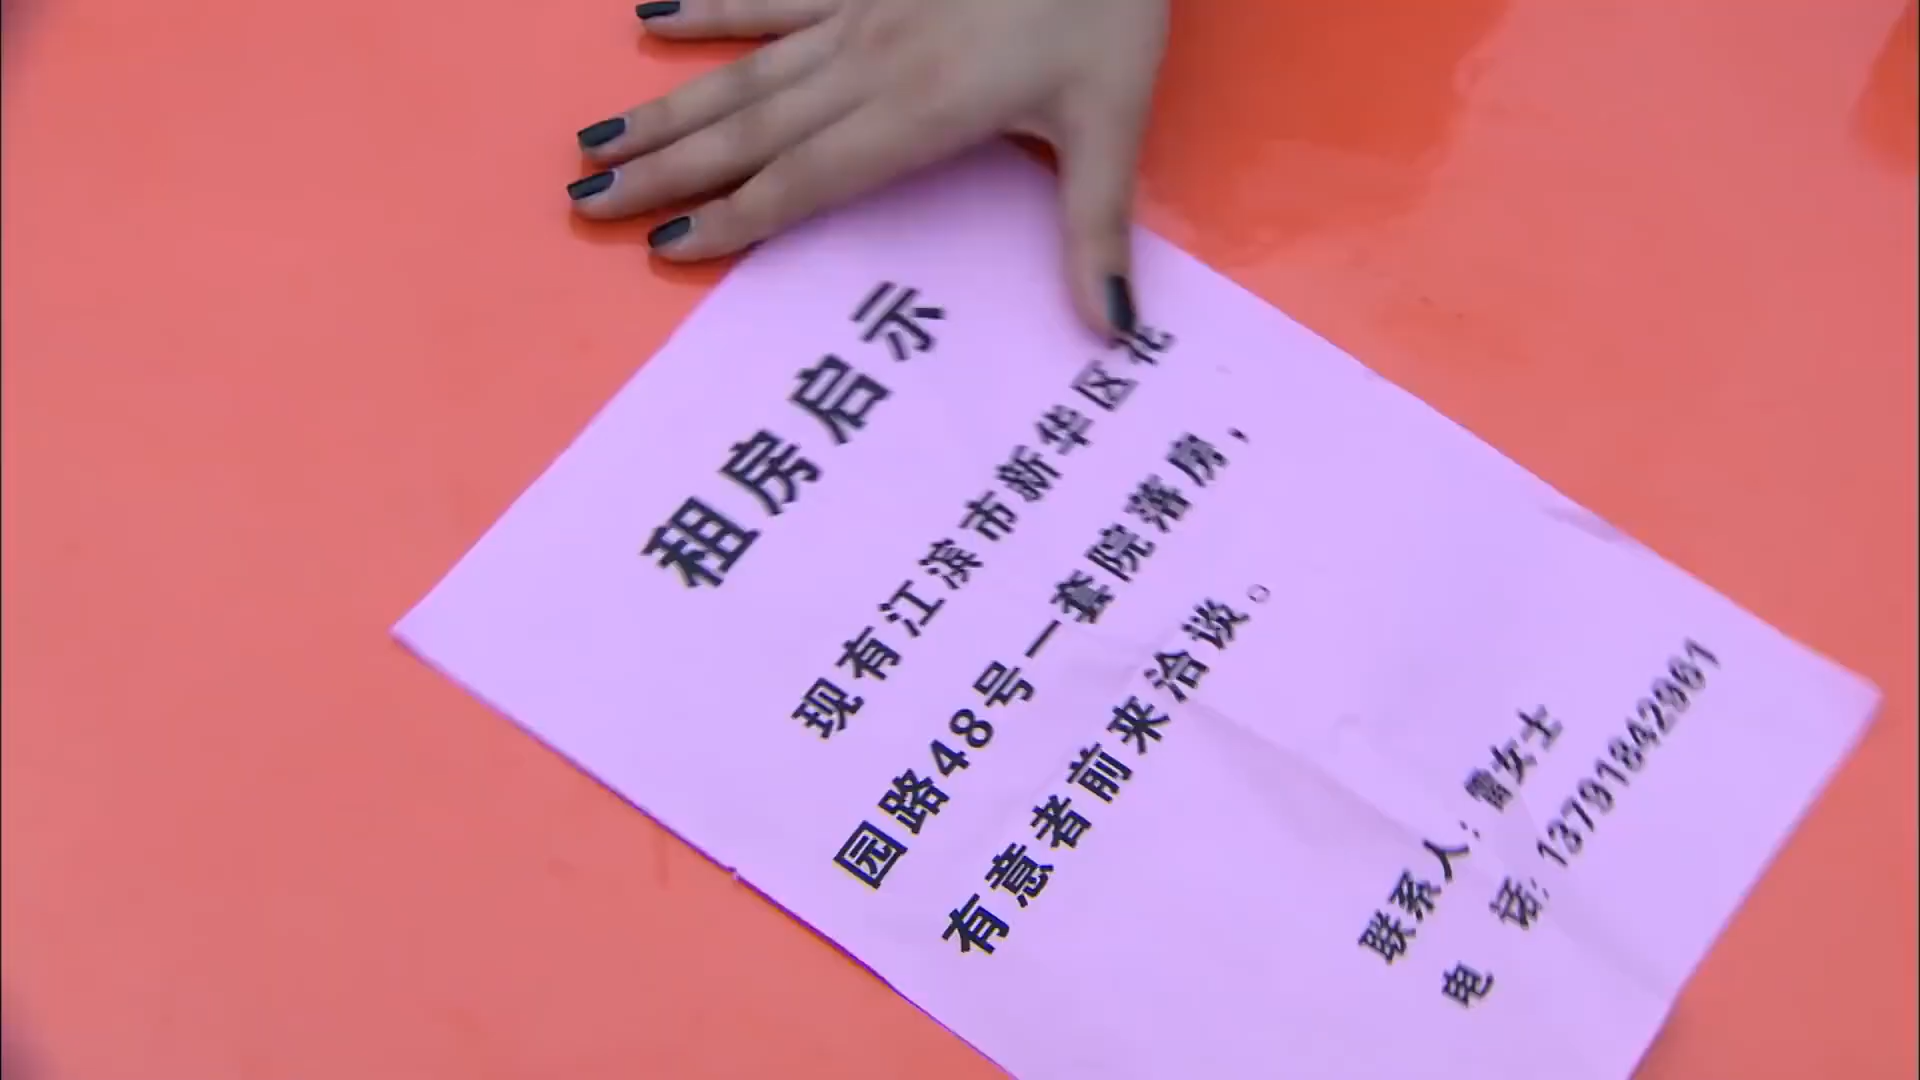 租房启示
现有江滨市新华区花
园路48号一套院落房，
有意者前来洽谈。
联系人：雷女士
电 话：13791842961